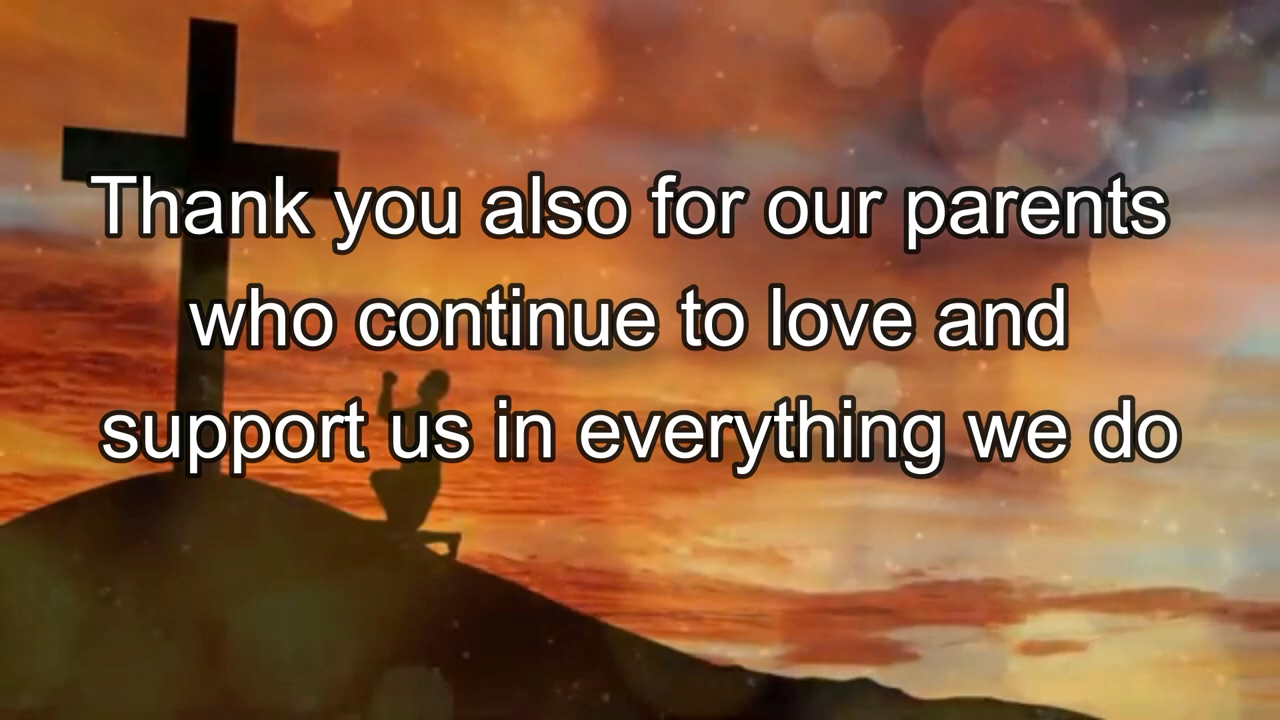 Thank you also for our parents
who continue to love and
support us in everything we do